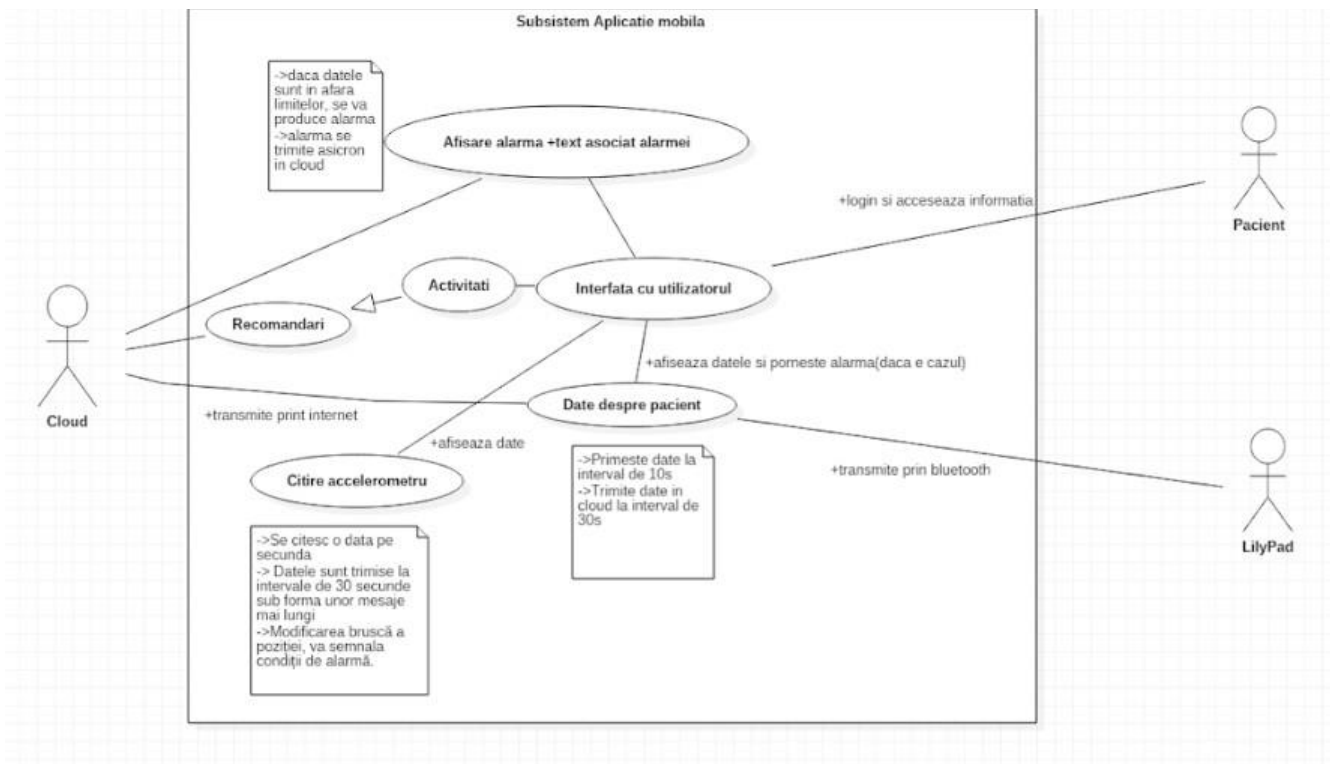 Subsistem Aplicatie mobila
->daca datele
sunt in afara
limitelor, se va
produce alarma
->alarma se
trimite asicron
in cloud
Afisare alarma +text asociat alarmei
+login si acceseaza informatia
Pacient
Activitati
Interfata cu utilizatorul
Recomandari
Cloud
+afiseaza datele si porneste alarma(daca e cazul)
Date despre pacient
+transmite print internet
+afiseaza date
+transmite prin bluetooth
Citire accelerometru
->Primeste date la
interval de 10s
->Trimite date in
cloud la interval de
30s
LilyPad
->Se citesc o data pe
secunda
-> Datele sunt trimise la
intervale de 30 secunde
sub forma unor mesaje
mai lungi
->Modificarea bruscă a
poziției, va semnala
condiții de alarmă.